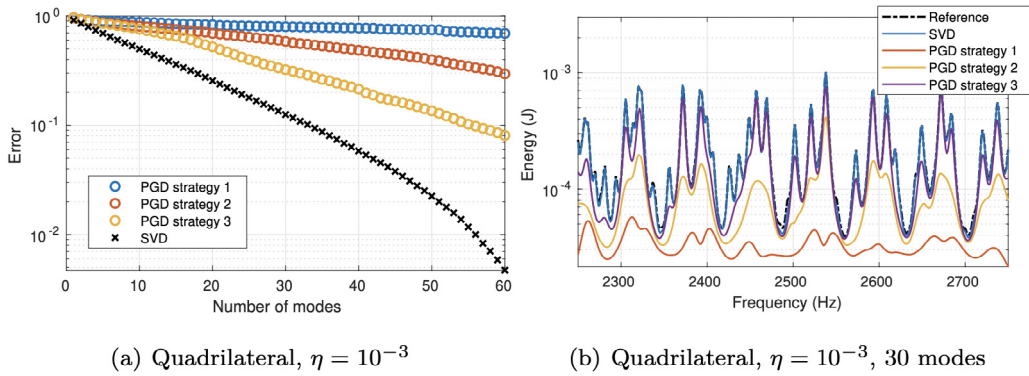 10⁰
10⁻¹
10⁻²
Error
0 10 20 30 40 50 60
Number of modes
PGD strategy 1
PGD strategy 2
PGD strategy 3
SVD
(a) Quadrilateral, η = 10⁻³
10⁻³
10⁻⁴
Energy (J)
2300 2400 2500 2600 2700
Frequency (Hz)
Reference
SVD
PGD strategy 1
PGD strategy 2
PGD strategy 3
(b) Quadrilateral, η = 10⁻³, 30 modes